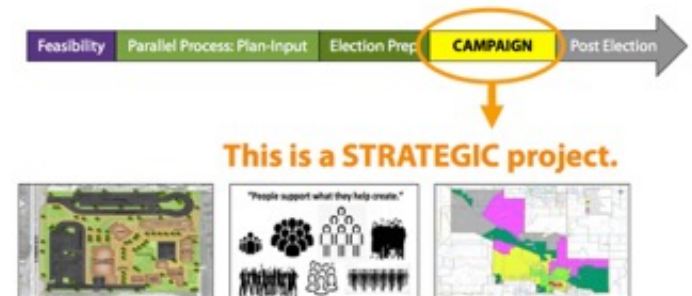 Feasibility Parallel Process: Plan-Input Election Prep CAMPAIGN Post Election
This is a STRATEGIC project.
"People support what they help create."